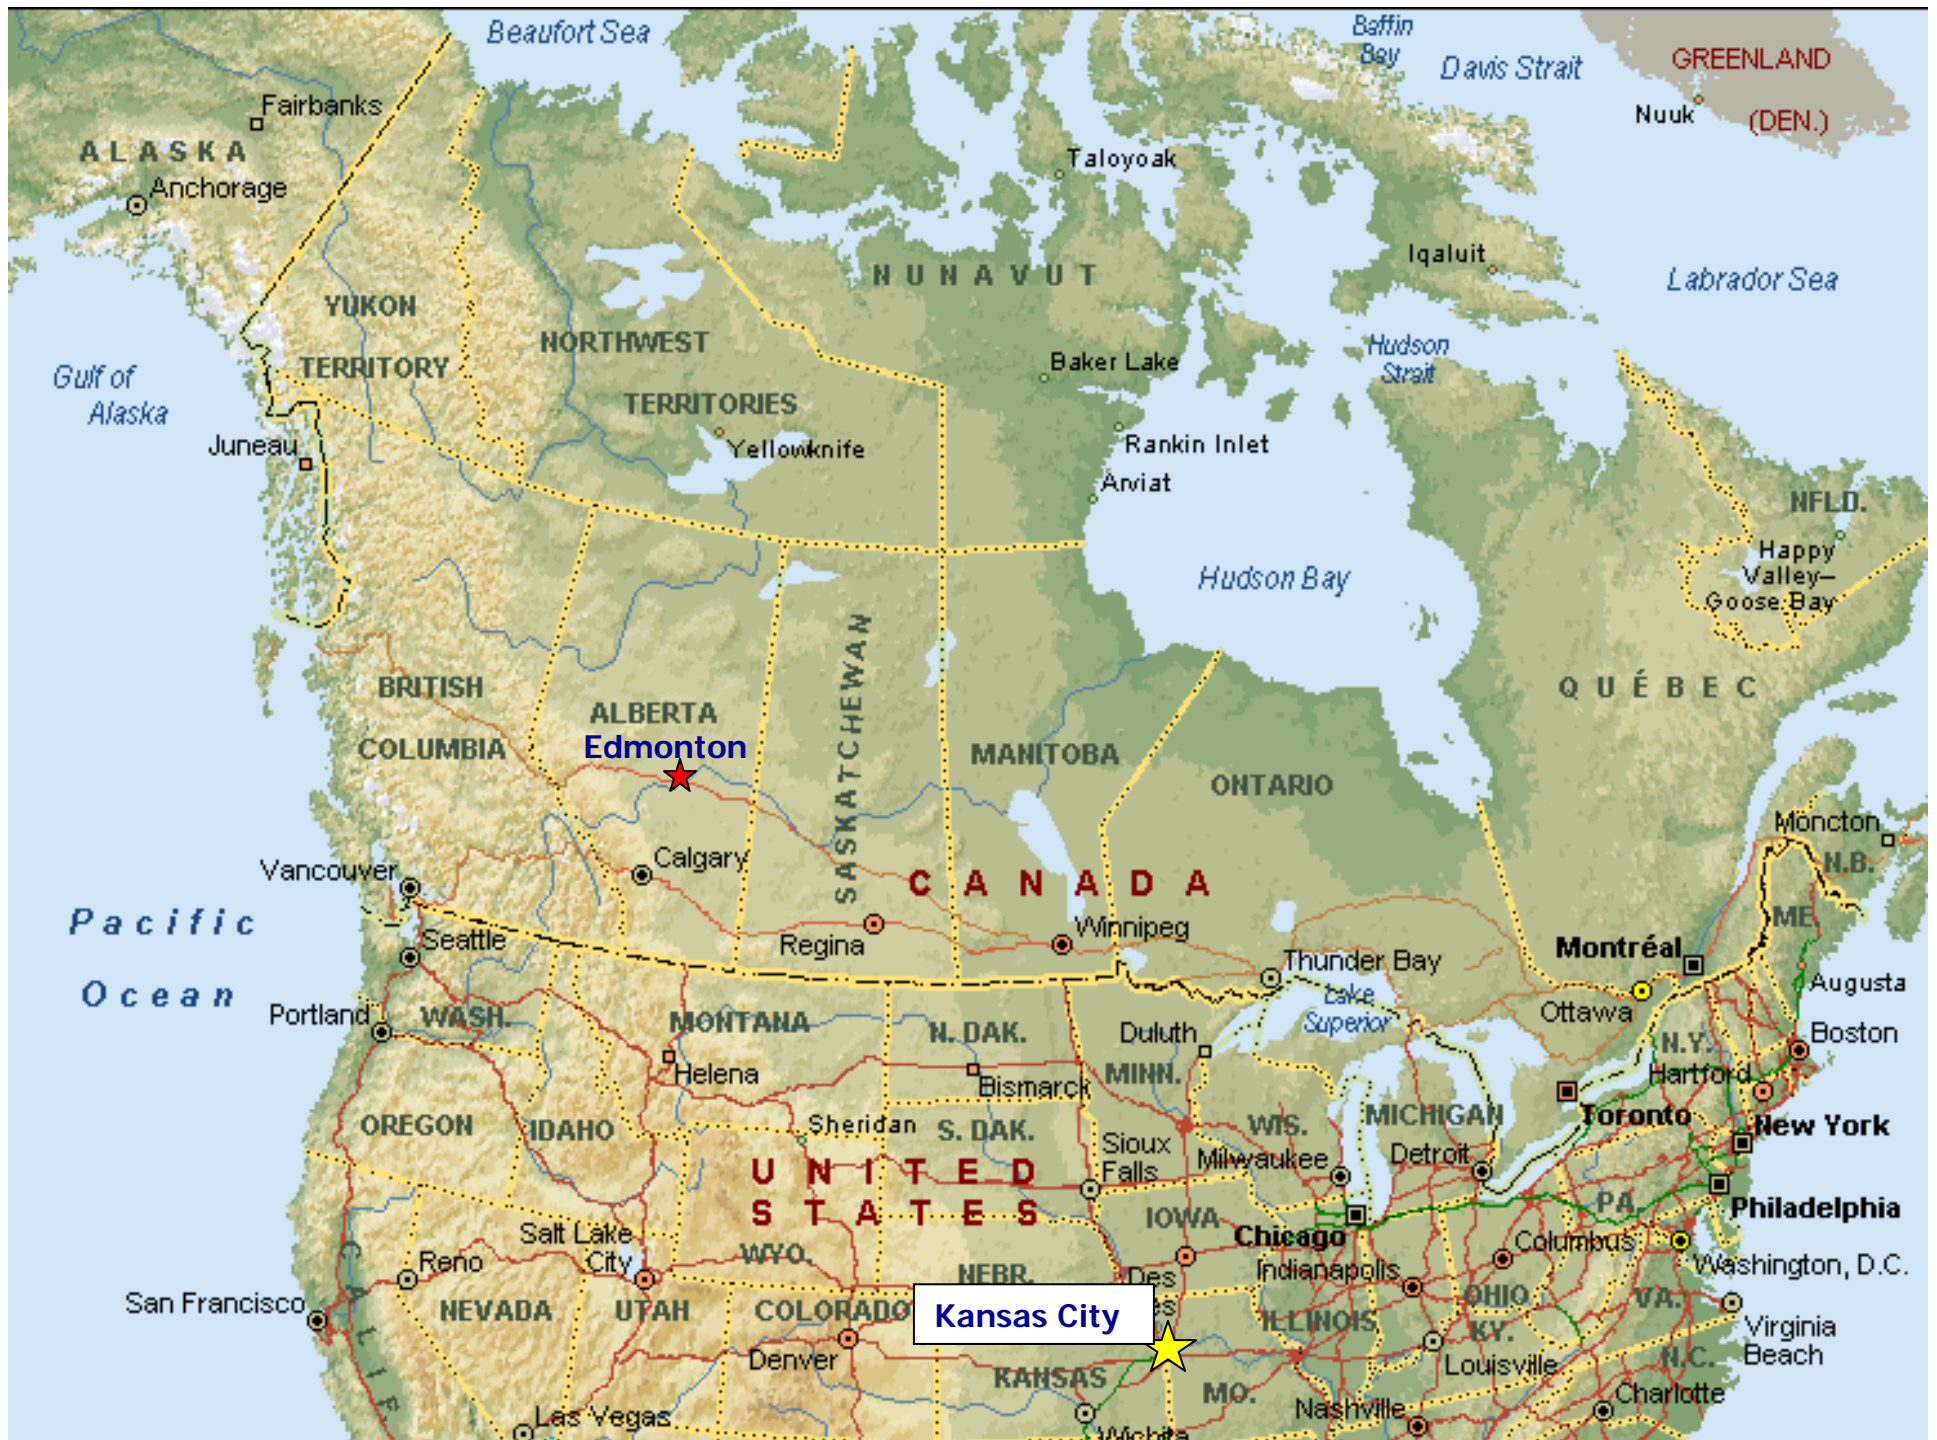 Beaufort Sea
Baffin
Bay
Davis Strait
GREENLAND
(DEN.)
Nuuk
Fairbanks
ALASKA
Anchorage
Taloyoak
Iqaluit
Labrador Sea
NUNAVUT
YUKON
TERRITORY
NORTHWEST
TERRITORIES
Baker Lake
Hudson
Strait
Gulf of
Alaska
Juneau
Yellowknife
Rankin Inlet
Arviat
NFLD.
Happy
Valley–
Goose Bay
Hudson Bay
BRITISH
COLUMBIA
ALBERTA
Edmonton
SASKATCHEWAN
MANITOBA
ONTARIO
QUÉBEC
Moncton
N.B.
Vancouver
Calgary
CANADA
Pacific
Ocean
Seattle
Regina
Winnipeg
Thunder Bay
Montréal
ME.
Augusta
Portland
WASH.
MONTANA
N. DAK.
Duluth
Lake
Superior
Ottawa
N.Y.
Boston
Helena
Bismarck
MINN.
Hartford
OREGON
IDAHO
Sheridan
S. DAK.
Sioux
Falls
WIS.
MICHIGAN
Toronto
New York
Milwaukee
Detroit
UNITED
STATES
IOWA
Chicago
PA.
Philadelphia
Salt Lake
City
Reno
WYO.
NEBR.
Des
es
Indianapolis
Columbus
Washington, D.C.
San Francisco
NEVADA
UTAH
COLORADO
Kansas City
ILLINOIS
OHIO
KY.
VA.
Virginia
Beach
CALIF.
Denver
KANSAS
MO.
Louisville
N.C.
Las Vegas
Wichita
Nashville
Charlotte